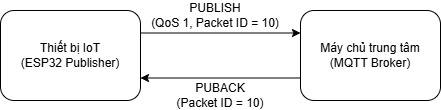 PUBLISH
(QoS 1, Packet ID = 10)
Thiết bị IoT
(ESP32 Publisher)
Máy chủ trung tâm
(MQTT Broker)
PUBACK
(Packet ID = 10)